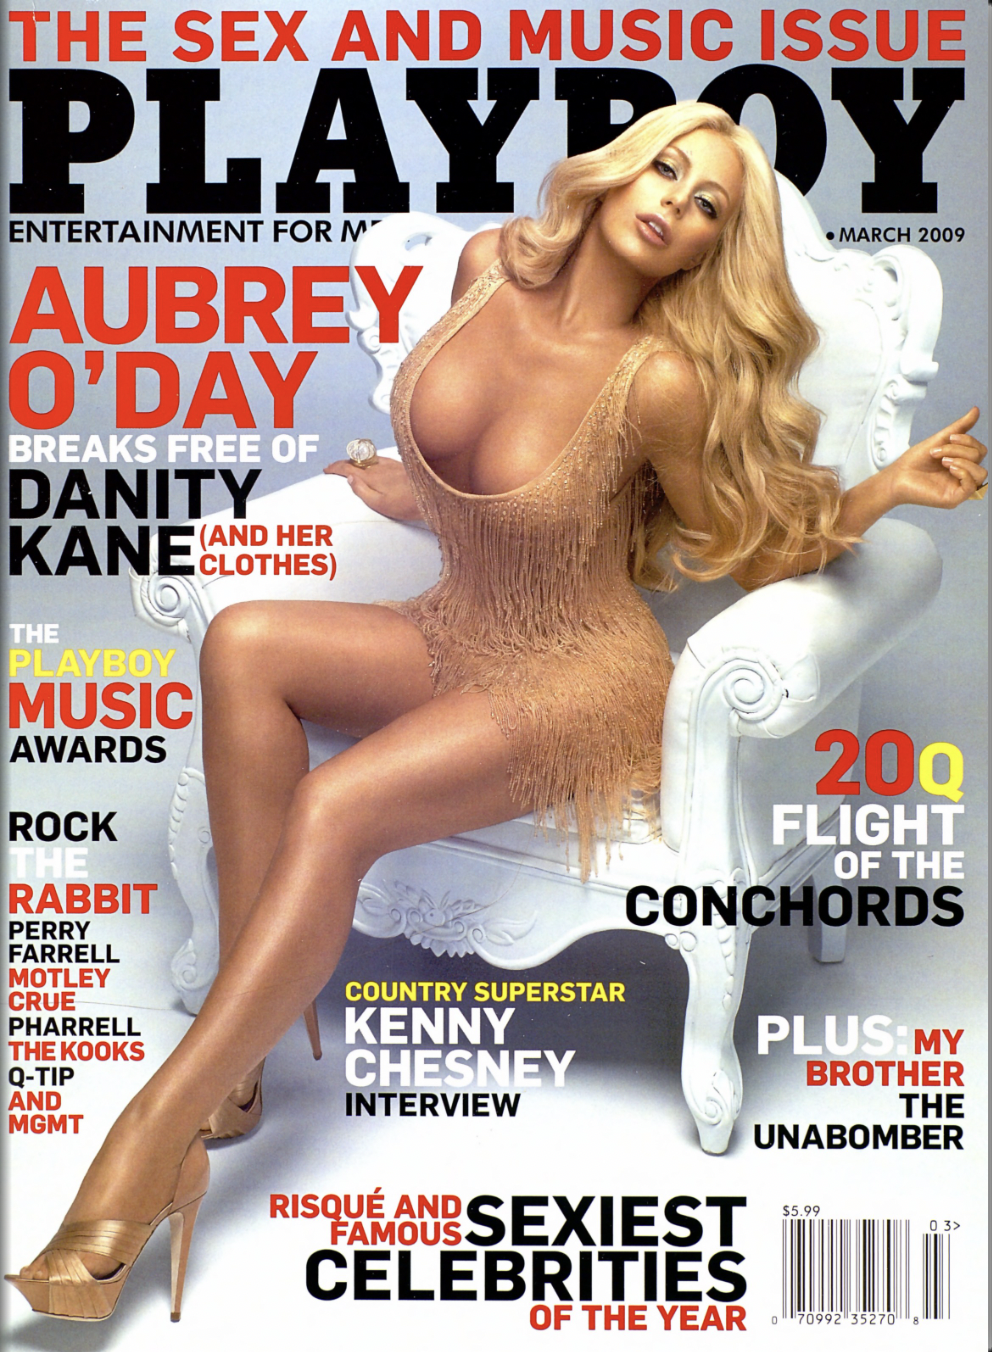 THE SEX AND MUSIC ISSUE
PLAYBOY
ENTERTAINMENT FOR ME
• MARCH 2009
AUBREY
O'DAY
BREAKS FREE OF
DANITY
KANE (AND HER
CLOTHES)
THE
PLAYBOY
MUSIC
AWARDS
ROCK
THE
RABBIT
PERRY
FARRELL
MOTLEY
CRUE
PHARRELL
THE KOOKS
Q-TIP
AND
MGMT
20Q
FLIGHT
OF THE
CONCHORDS
COUNTRY SUPERSTAR
KENNY
CHESNEY
INTERVIEW
PLUS: MY
BROTHER
THE
UNABOMBER
RISQUÉ AND
FAMOUS SEXIEST
CELEBRITIES
OF THE YEAR
$5.99
03>
0 70992 35270 8